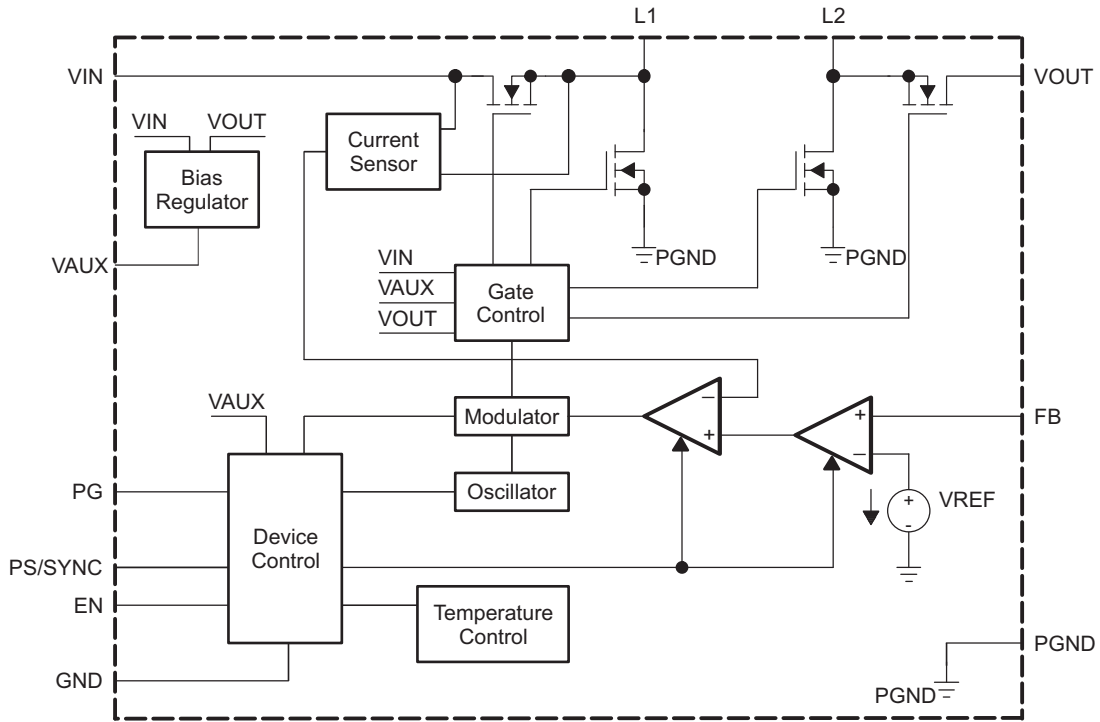 L1
L2
VIN
VOUT
VIN
VOUT
Current
Sensor
Bias
Regulator
VAUX
PGND
PGND
VIN
VAUX
VOUT
Gate
Control
VAUX
Modulator
−
+
+
−
FB
PG
Oscillator
+
-
VREF
Device
Control
PS/SYNC
EN
Temperature
Control
GND
PGND
PGND